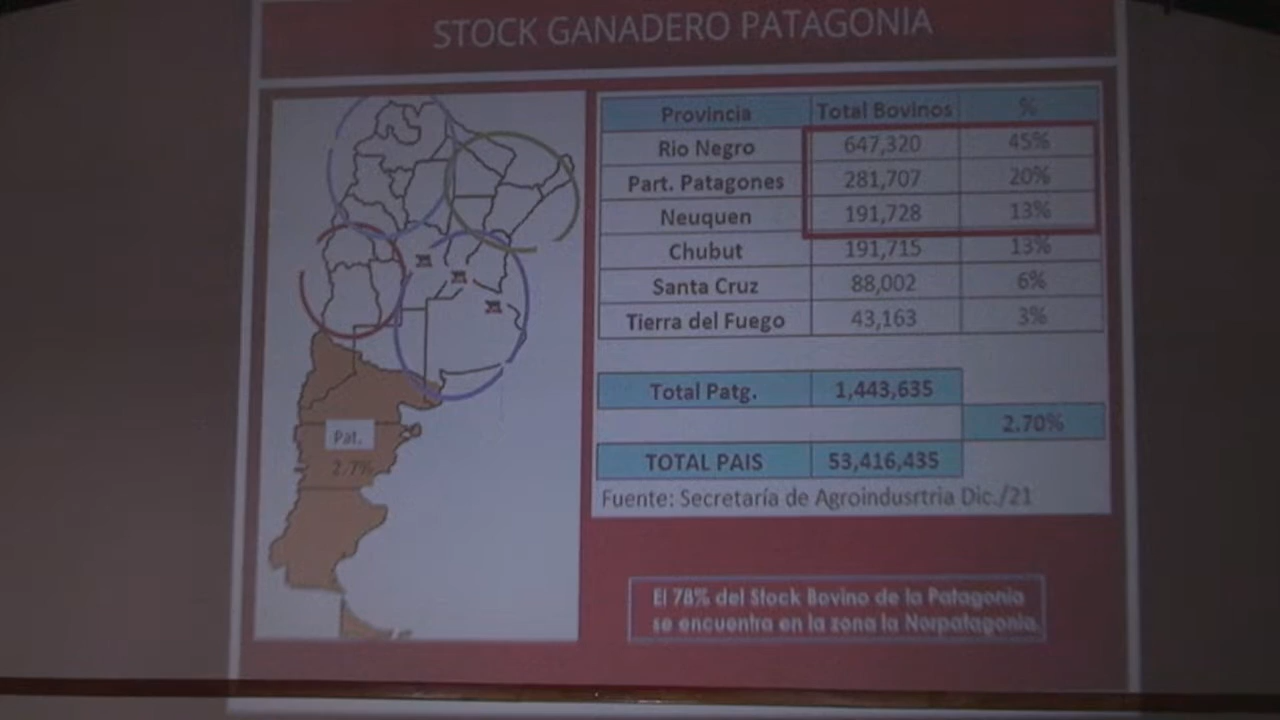 STOCK GANADERO PATAGONIA
Provincia Total Bovinos %
Rio Negro 647,320 45%
Part. Patagones 281,707 20%
Neuquen 191,728 13%
Chubut 191,715 13%
Santa Cruz 88,002 6%
Tierra del Fuego 43,163 3%
Total Patg. 1,443,635
2.70%
TOTAL PAIS 53,416,435
Fuente: Secretaría de Agroindusrtria Dic./21
Pat.
2.7%
El 78% del Stock Bovino de la Patagonia
se encuentra en la zona la Norpatagonia.